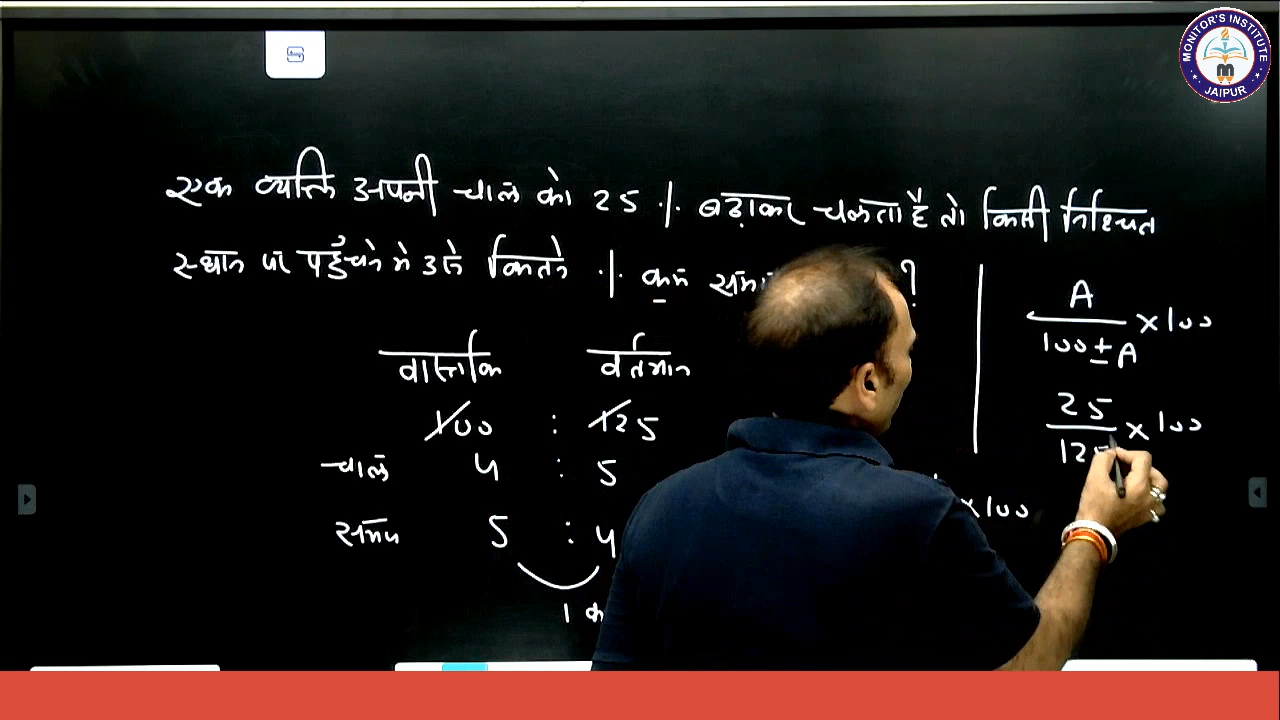 एक व्यक्ति अपनी चाल को 25 % बढ़ाकर चलता है तो किसी निश्चित
स्थान पर पहुँचने में उसे कितने % कम ?
वास्तविक वर्तमान
100 : 125
चाल 4 : 5
समय 5 : 4
1
×100
A
100 ± A
×100
25
125
×100
MONITOR'S INSTITUTE
JAIPUR